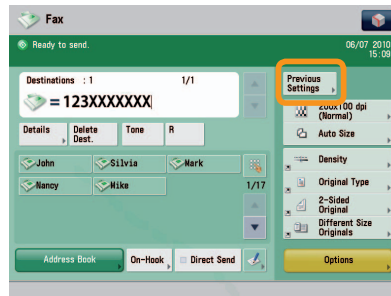 Fax
Ready to send.
06/07 2010
15:09
Destinations : 1
1/1
= 123XXXXXXX
Previous
Settings
200x100 dpi
(Normal)
Details
Delete
Dest.
Tone
R
Auto Size
John
Silvia
Mark
Nancy
Mike
1/17
Density
Original Type
2-Sided
Original
Different Size
Originals
Address Book
On-Hook
Direct Send
Options